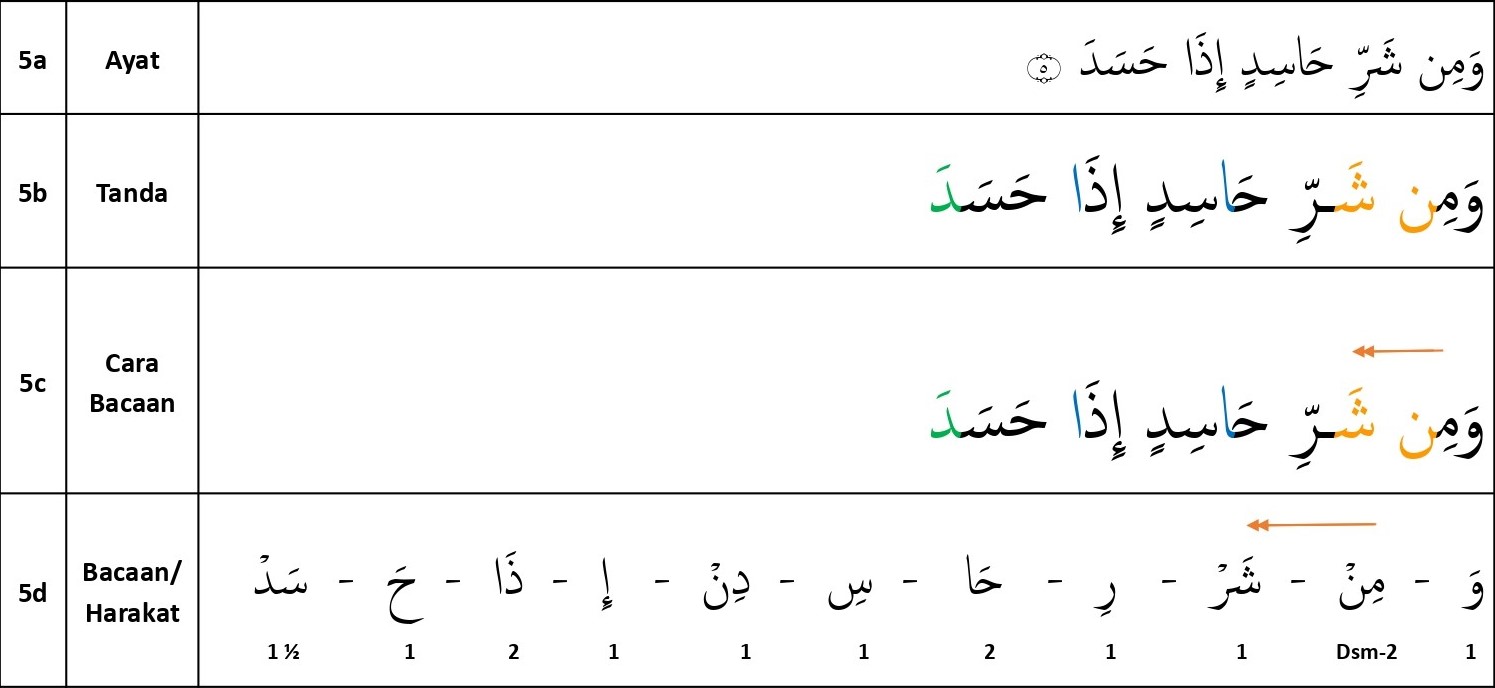 5a Ayat وَمِن شَرِّ حَاسِدٍ إِذَا حَسَدَ ٥
5b Tanda وَمِن شَرِّ حَاسِدٍ إِذَا حَسَدَ
5c Cara Bacaan وَمِن شَرِّ حَاسِدٍ إِذَا حَسَدَ
5d Bacaan/ Harakat وَ - مِنْ - شَرْ - رِ - حَا - سِ - دِنْ - إِ - ذَا - حَ - سَدْ
1 ½ 1 2 1 1 1 2 1 1 Dsm-2 1